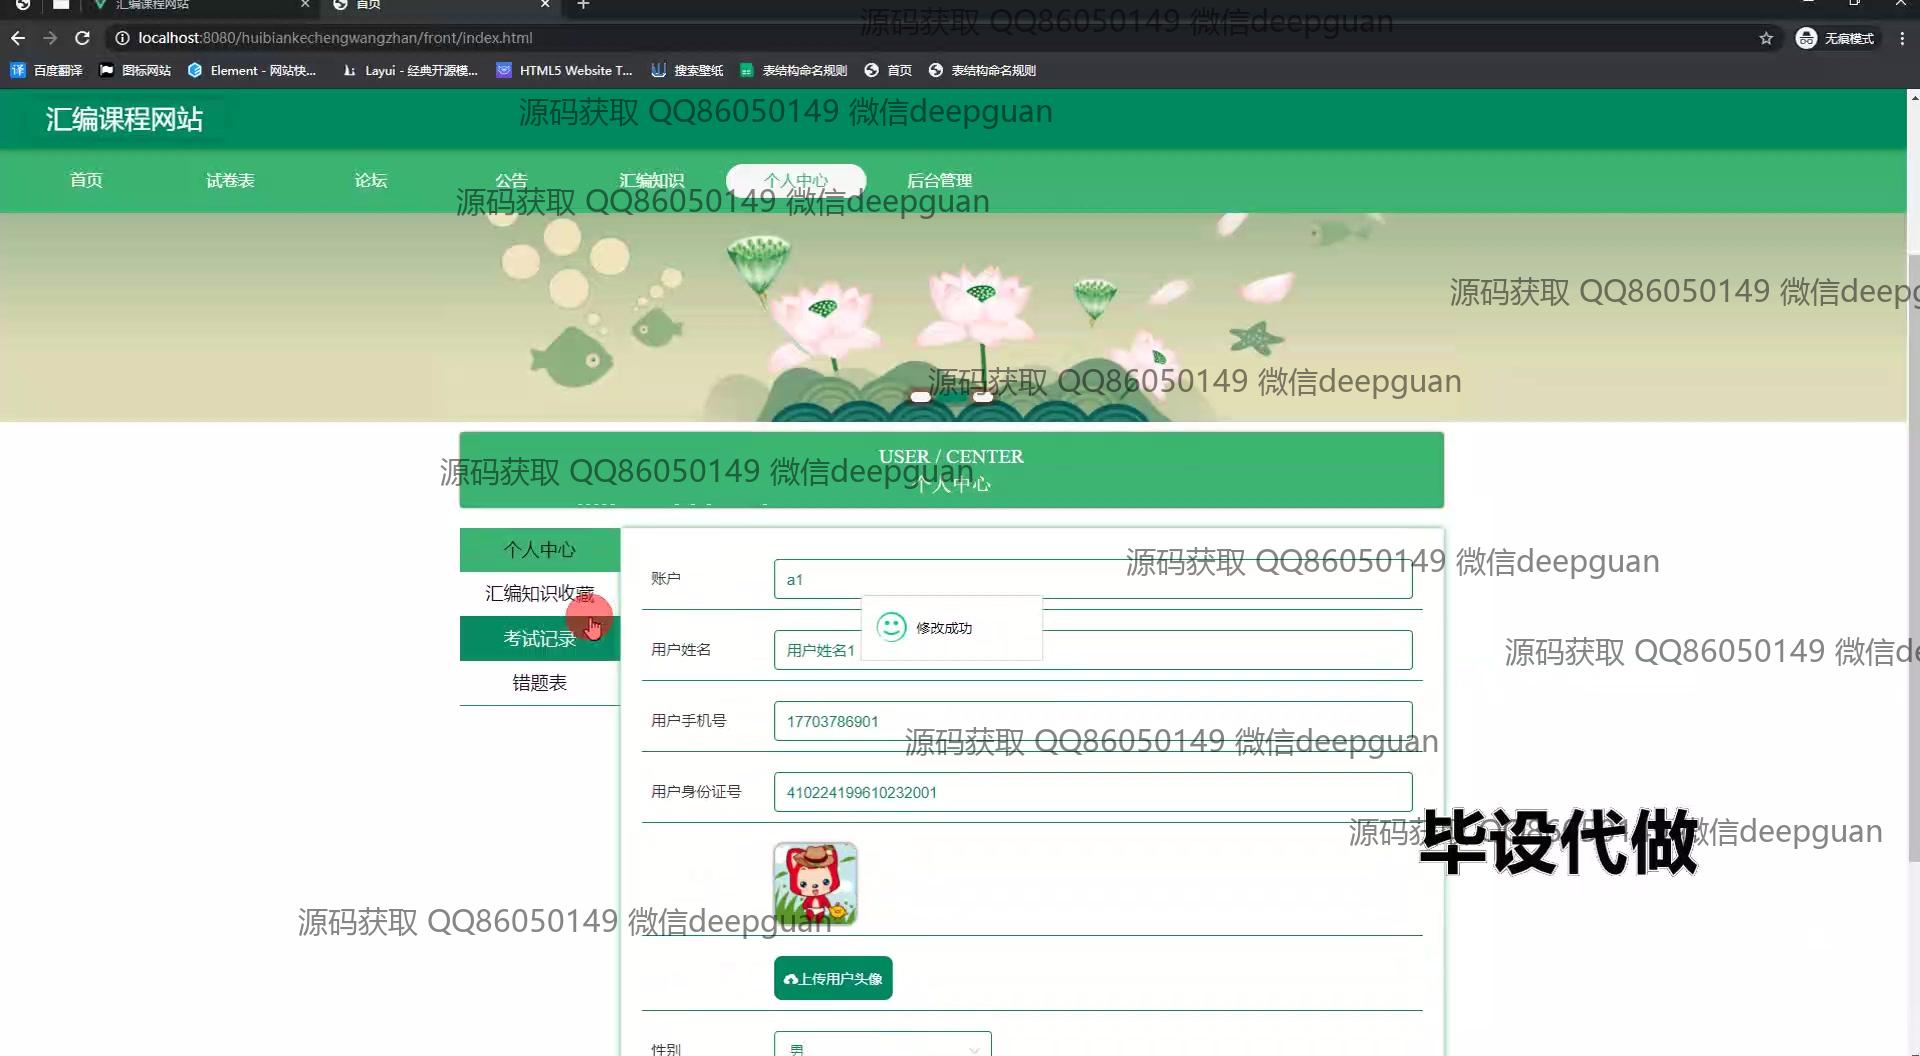 汇编课程网站
首页
源码获取 QQ86050149 微信deepguan
localhost:8080/huibiankechengwangzhan/front/index.html
无痕模式
百度翻译
图标网站
Element - 网站快...
Layui - 经典开源模...
HTML5 Website T...
搜索壁纸
表结构命名规则
首页
表结构命名规则
汇编课程网站
源码获取 QQ86050149 微信deepguan
首页
试卷表
论坛
公告
汇编知识
个人中心
后台管理
源码获取 QQ86050149 微信deepguan
源码获取 QQ86050149 微信deepg
源码获取 QQ86050149 微信deepguan
USER / CENTER
源码获取 QQ86050149 微信deepguan
个人中心
个人中心
汇编知识收藏
考试记录
错题表
账户
a1
源码获取 QQ86050149 微信deepguan
修改成功
用户姓名
用户姓名1
源码获取 QQ86050149 微信de
用户手机号
17703786901
源码获取 QQ86050149 微信deepguan
用户身份证号
410224199610232001
源码获
微信deepguan
毕设代做
源码获取 QQ86050149 微信deepguan
上传用户头像
性别
男